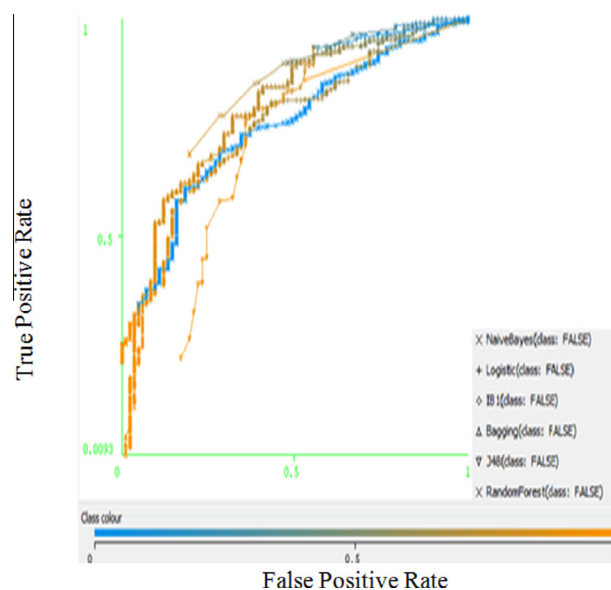 True Positive Rate
1
0.5
0.0093
0
0.5
1
NaiveBayes(class: FALSE)
Logistic(class: FALSE)
IB1(class: FALSE)
Bagging(class: FALSE)
J48(class: FALSE)
RandomForest(class: FALSE)
Class colour
0
0.5
False Positive Rate